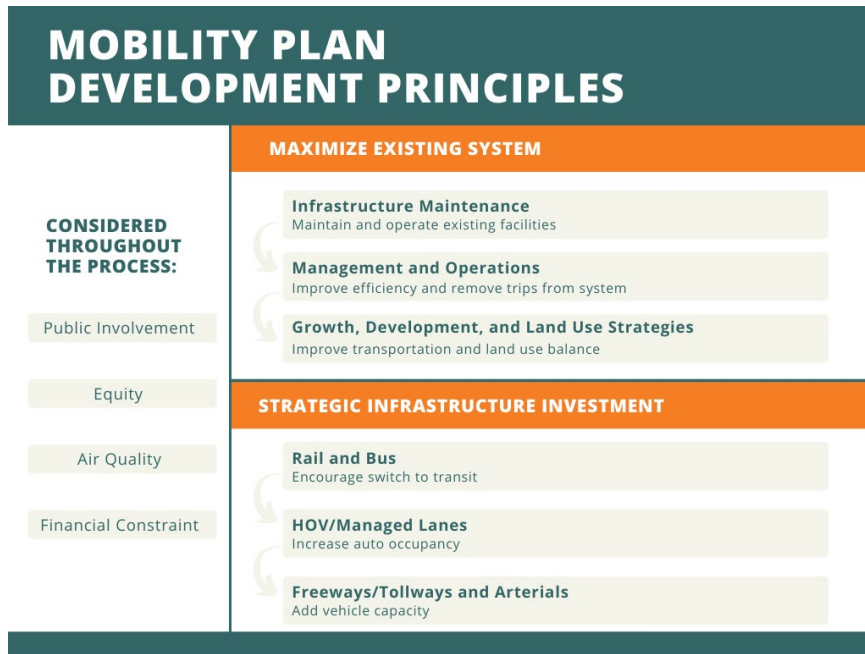 MOBILITY PLAN
DEVELOPMENT PRINCIPLES
CONSIDERED
THROUGHOUT
THE PROCESS:
Public Involvement
Equity
Air Quality
Financial Constraint
MAXIMIZE EXISTING SYSTEM
Infrastructure Maintenance
Maintain and operate existing facilities
Management and Operations
Improve efficiency and remove trips from system
Growth, Development, and Land Use Strategies
Improve transportation and land use balance
STRATEGIC INFRASTRUCTURE INVESTMENT
Rail and Bus
Encourage switch to transit
HOV/Managed Lanes
Increase auto occupancy
Freeways/Tollways and Arterials
Add vehicle capacity